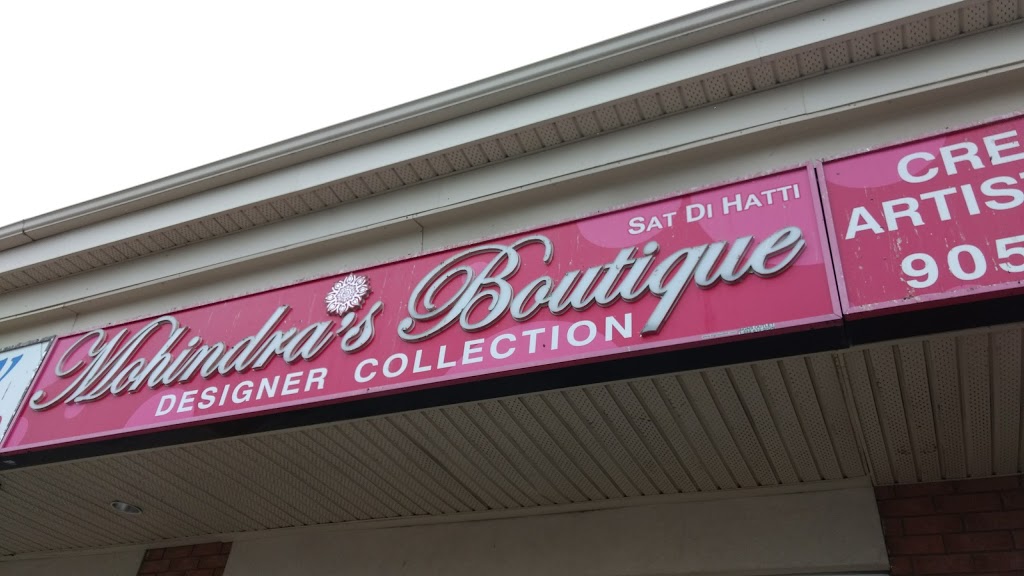 SAT DI HATTI
Mohindra's Boutique
DESIGNER COLLECTION
CRE
ARTIS
905